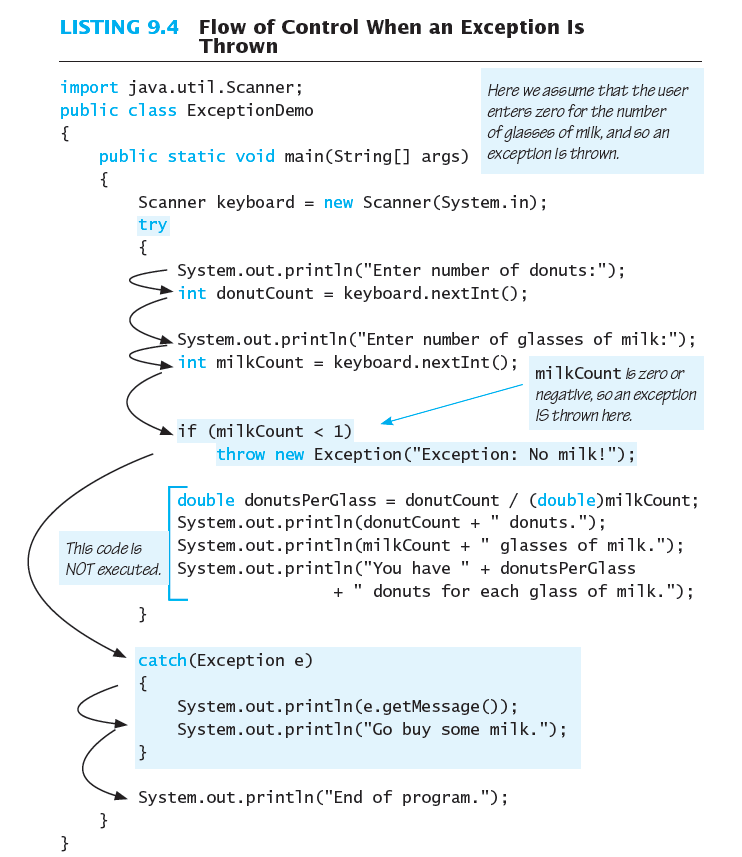 LISTING 9.4 Flow of Control When an Exception Is
Thrown
import java.util.Scanner;
public class ExceptionDemo
{
public static void main(String[] args)
{
Here we assume that the user
enters zero for the number
of glasses of milk, and so an
exception is thrown.
Scanner keyboard = new Scanner(System.in);
try
{
System.out.println("Enter number of donuts:");
int donutCount = keyboard.nextInt();
System.out.println("Enter number of glasses of milk:");
int milkCount = keyboard.nextInt();
milkCount is zero or
negative, so an exception
IS thrown here.
if (milkCount < 1)
throw new Exception("Exception: No milk!");
double donutsPerGlass = donutCount / (double)milkCount;
System.out.println(donutCount + " donuts.");
System.out.println(milkCount + " glasses of milk.");
System.out.println("You have " + donutsPerGlass
+ " donuts for each glass of milk.");
This code is
NOT executed.
}
catch(Exception e)
{
System.out.println(e.getMessage());
System.out.println("Go buy some milk.");
}
System.out.println("End of program.");
}
}